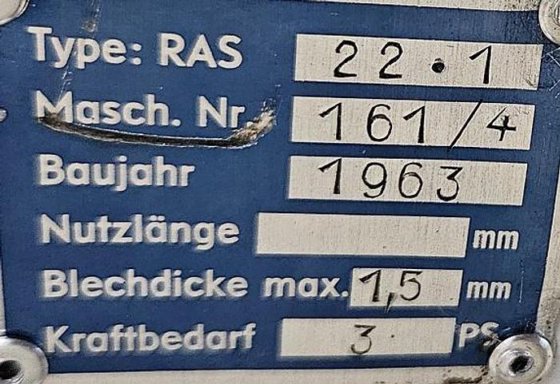 Type: RAS 22.1
Masch. Nr. 161/4
Baujahr 1963
Nutzlänge mm
Blechdicke max. 1,5 mm
Kraftbedarf 3 PS